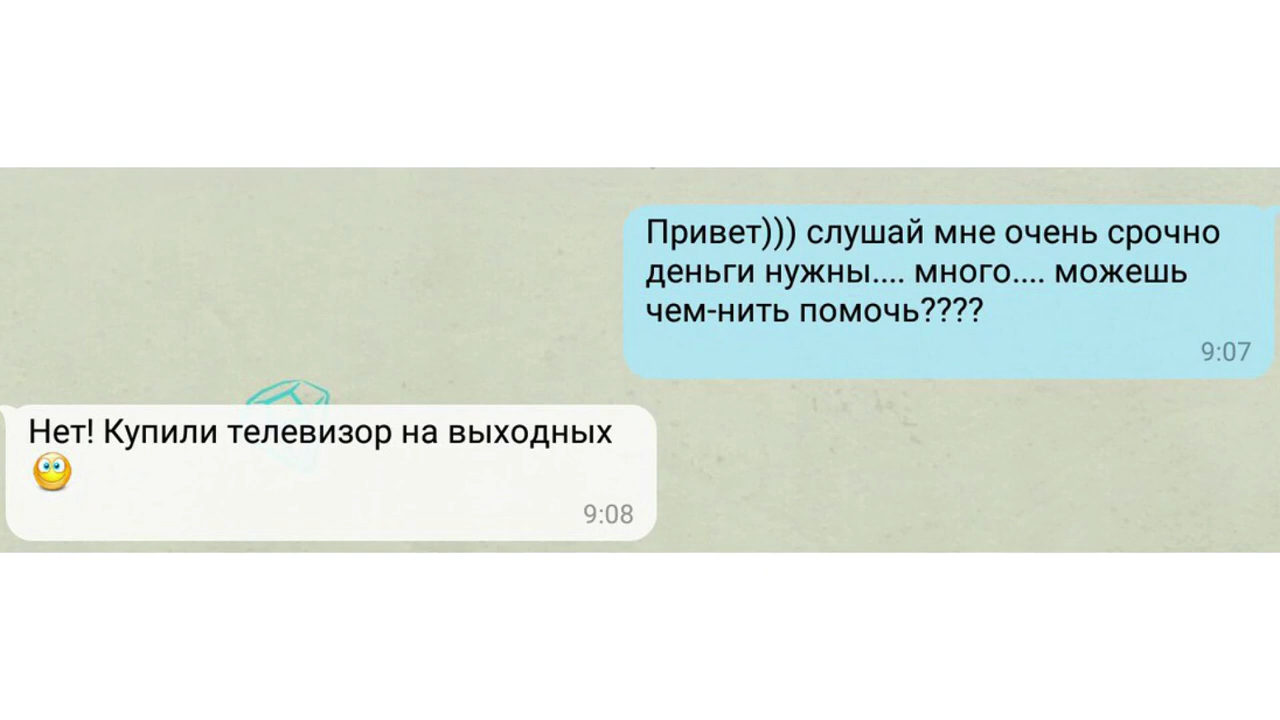 Привет))) слушай мне очень срочно
деньги нужны.... много.... можешь
чем-нить помочь????
9:07
Нет! Купили телевизор на выходных
9:08